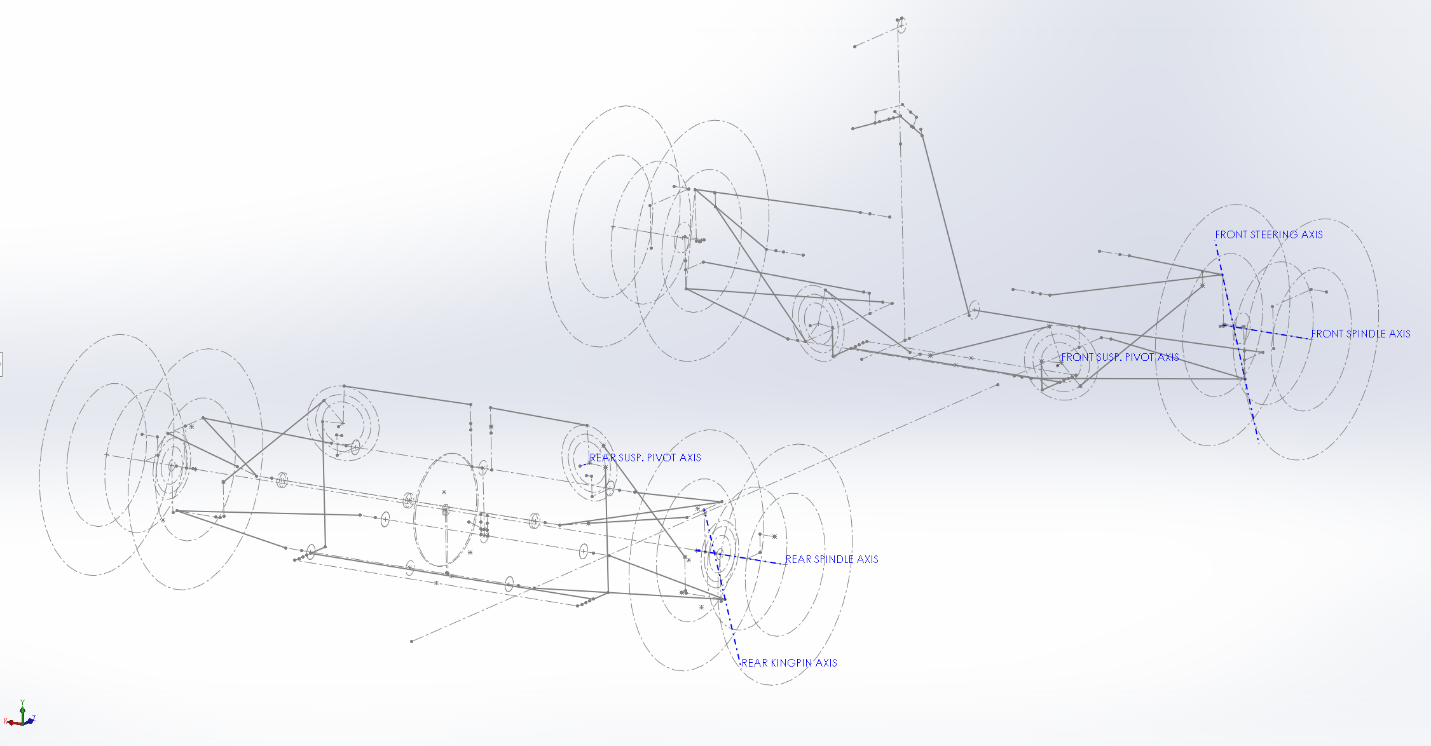 FRONT STEERING AXIS
FRONT SPINDLE AXIS
FRONT SUSP. PIVOT AXIS
REAR SUSP. PIVOT AXIS
REAR SPINDLE AXIS
REAR KINGPIN AXIS
Y
X
Z